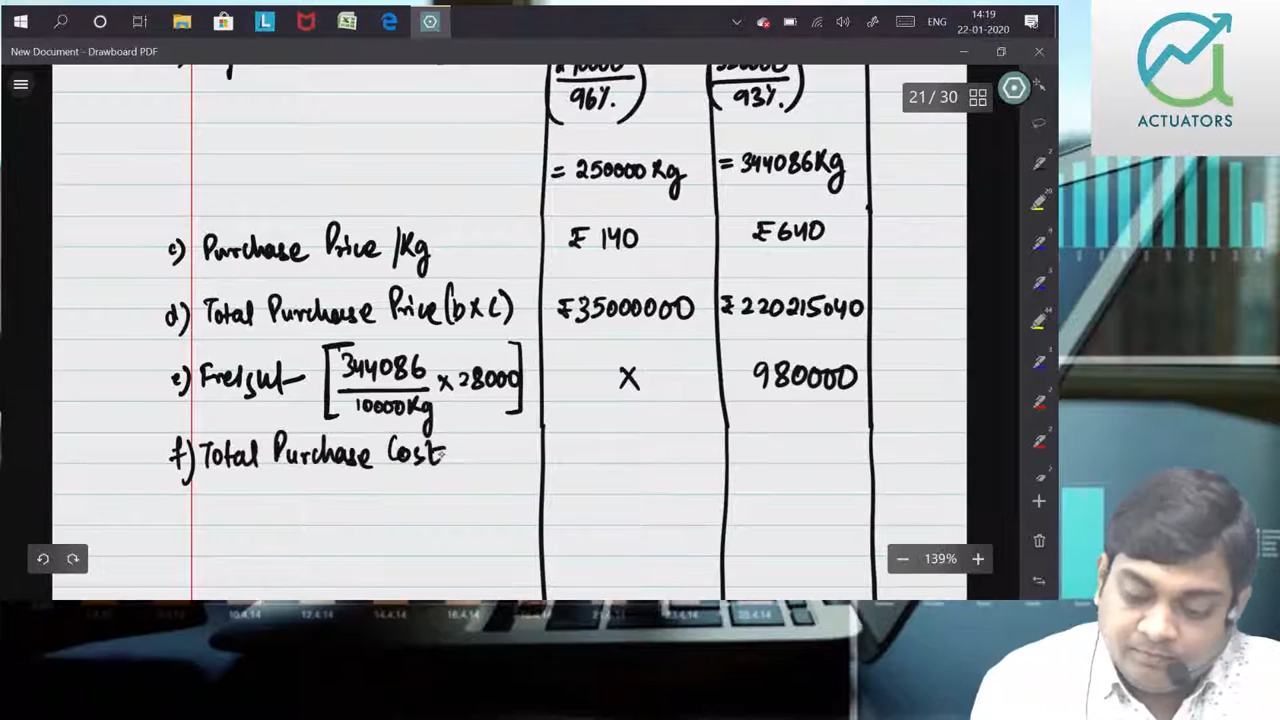 14:19
ENG
22-01-2020
New Document - Drawboard PDF
21 / 30
ACTUATORS
96%. 93%.
= 250000 Kg = 344086 Kg
c) Purchase Price /Kg ₹ 140 ₹ 640
d) Total Purchase Price (b x c) ₹ 35000000 ₹ 220215040
e) Freight [344086 / 10000 Kg x 28000] x 980000
f) Total Purchase Cost
139%